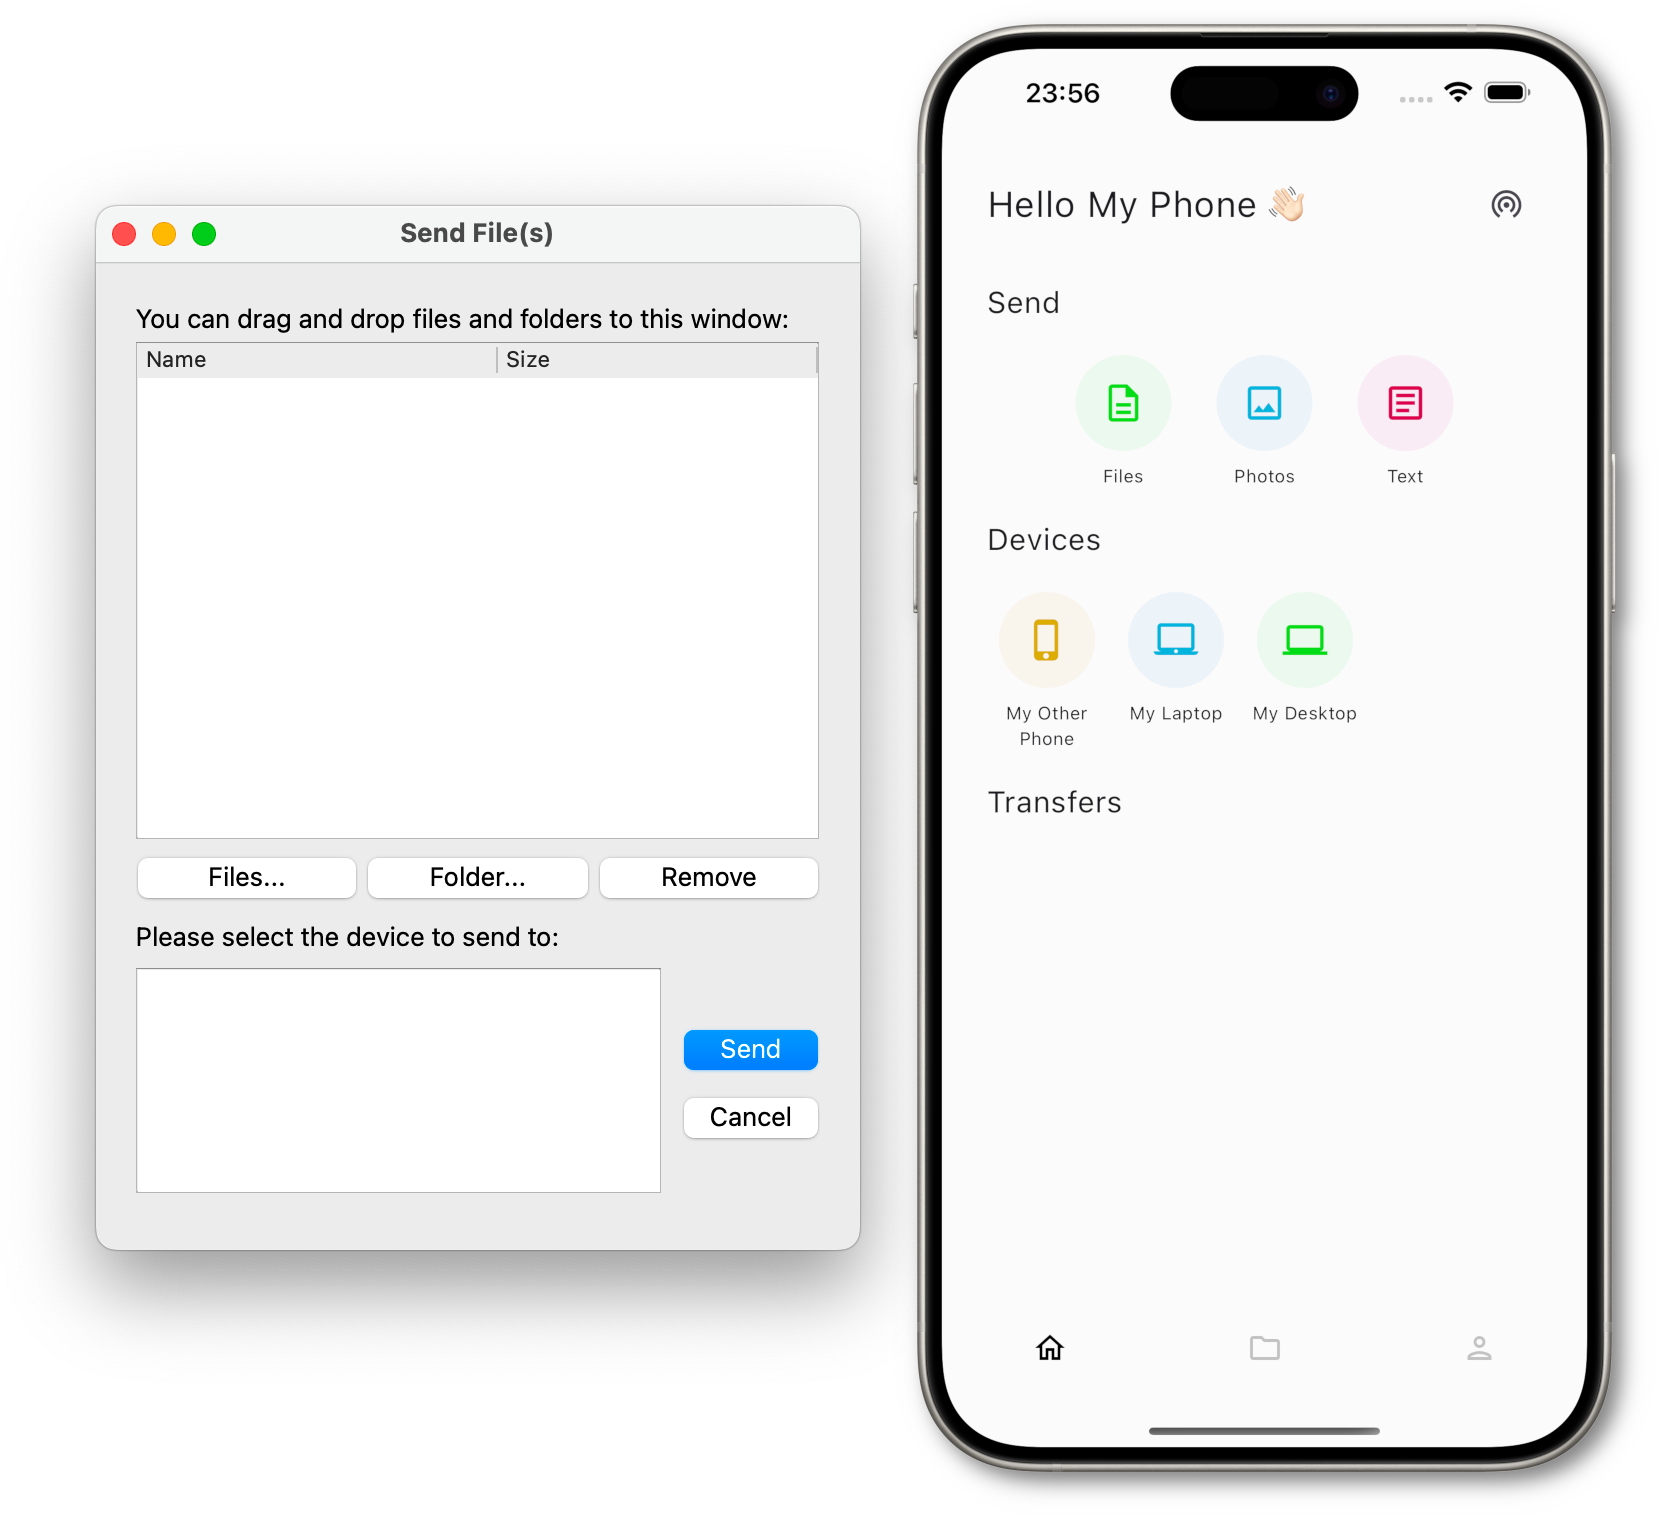 Send File(s)
You can drag and drop files and folders to this window:
Name Size
Files... Folder... Remove
Please select the device to send to:
Send
Cancel
23:56
Hello My Phone 👋🏻
Send
Files Photos Text
Devices
My Other Phone My Laptop My Desktop
Transfers